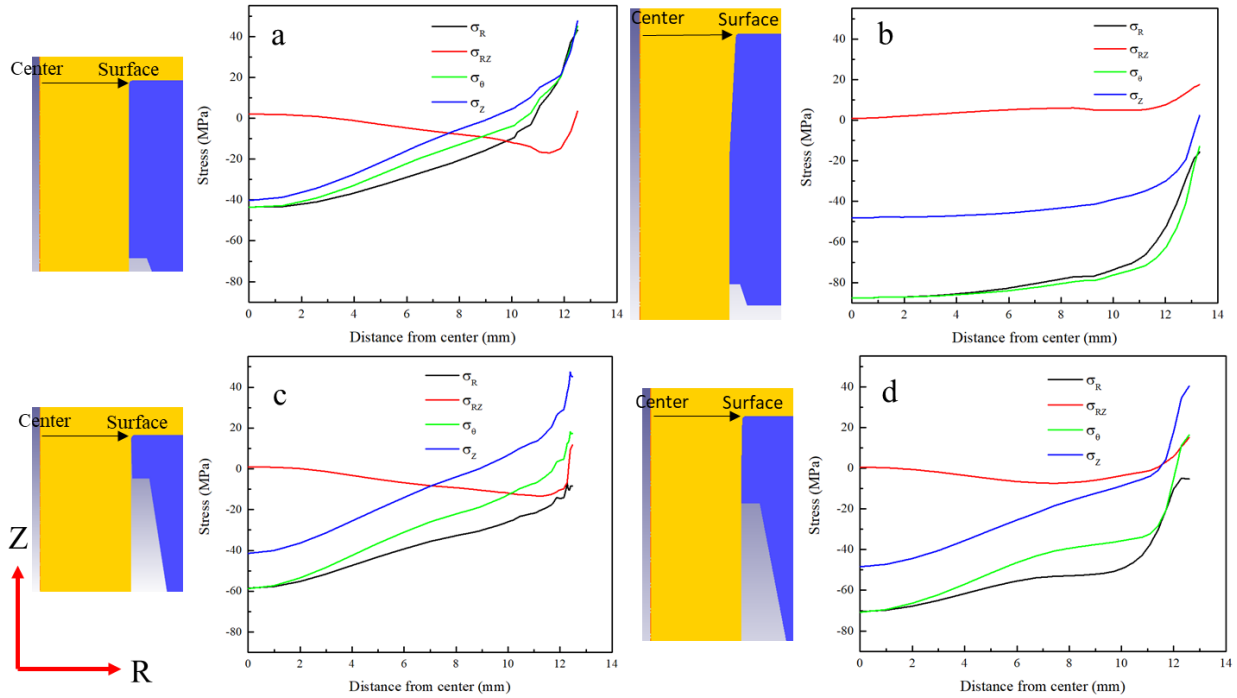 a
Center
Surface
40
20
0
-20
-40
-60
-80
Stress (MPa)
σR
σRZ
σθ
σZ
0
2
4
6
8
10
12
14
Distance from center (mm)
b
Center
Surface
40
20
0
-20
-40
-60
-80
Stress (MPa)
σR
σRZ
σθ
σZ
0
2
4
6
8
10
12
14
Distance from center (mm)
c
Center
Surface
40
20
0
-20
-40
-60
-80
Stress (MPa)
σR
σRZ
σθ
σZ
0
2
4
6
8
10
12
14
Distance from center (mm)
d
Center
Surface
40
20
0
-20
-40
-60
-80
Stress (MPa)
σR
σRZ
σθ
σZ
0
2
4
6
8
10
12
14
Distance from center (mm)
Z
R